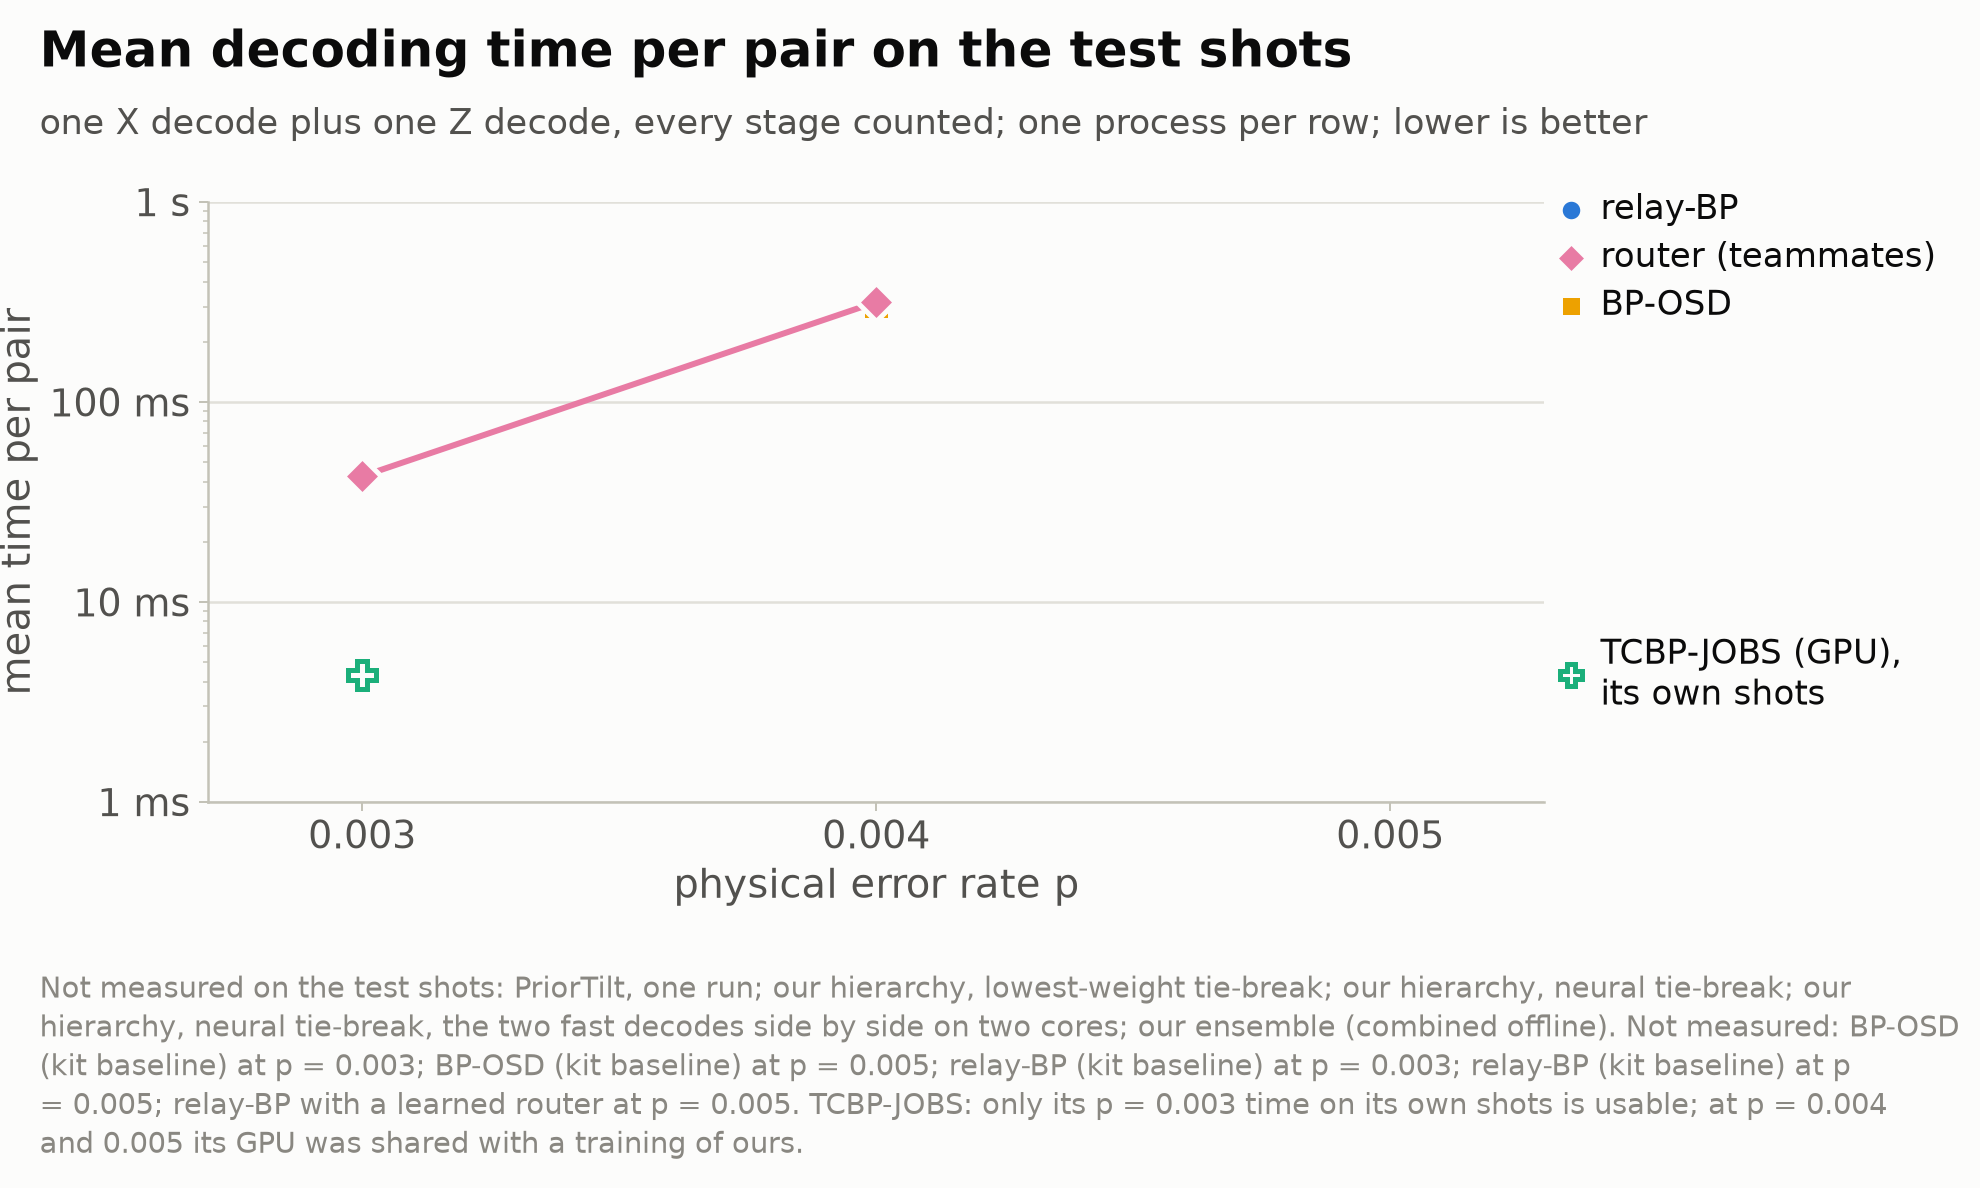 Mean decoding time per pair on the test shots
one X decode plus one Z decode, every stage counted; one process per row; lower is better
mean time per pair
1 s
100 ms
10 ms
1 ms
0.003
0.004
0.005
physical error rate p
relay-BP
router (teammates)
BP-OSD
TCBP-JOBS (GPU),
its own shots
Not measured on the test shots: PriorTilt, one run; our hierarchy, lowest-weight tie-break; our hierarchy, neural tie-break; our
hierarchy, neural tie-break, the two fast decodes side by side on two cores; our ensemble (combined offline). Not measured: BP-OSD
(kit baseline) at p = 0.003; BP-OSD (kit baseline) at p = 0.005; relay-BP (kit baseline) at p = 0.003; relay-BP (kit baseline) at p
= 0.005; relay-BP with a learned router at p = 0.005. TCBP-JOBS: only its p = 0.003 time on its own shots is usable; at p = 0.004
and 0.005 its GPU was shared with a training of ours.